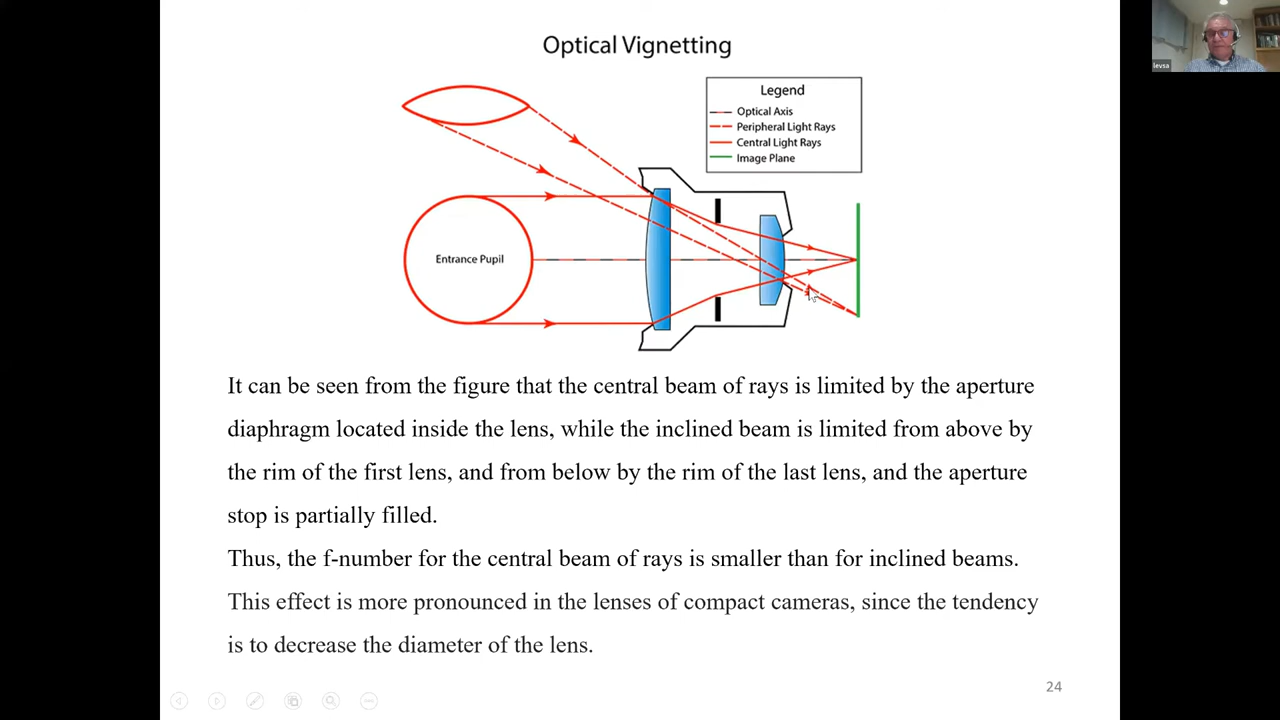 Optical Vignetting
levsa
Legend
Optical Axis
Peripheral Light Rays
Central Light Rays
Image Plane
Entrance Pupil
It can be seen from the figure that the central beam of rays is limited by the aperture
diaphragm located inside the lens, while the inclined beam is limited from above by
the rim of the first lens, and from below by the rim of the last lens, and the aperture
stop is partially filled.
Thus, the f-number for the central beam of rays is smaller than for inclined beams.
This effect is more pronounced in the lenses of compact cameras, since the tendency
is to decrease the diameter of the lens.
24